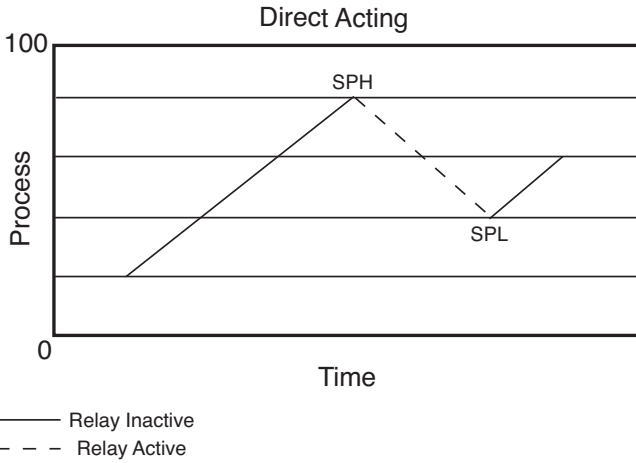 Direct Acting
100
SPH
Process
SPL
0
Time
Relay Inactive
Relay Active